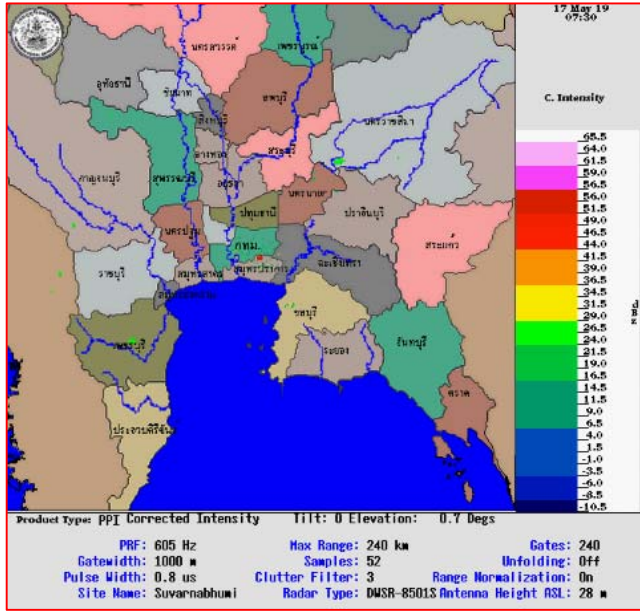 17 May 19
07:30
C. Intensity
นครสวรรค์
เพชรบูรณ์
อุทัยธานี
ชัยนาท
ลพบุรี
สิงห์บุรี
นครราชสีมา
อ่างทอง
สระบุรี
กาญจนบุรี
สุพรรณบุรี
อยุธยา
นครนายก
ปราจีนบุรี
ปทุมธานี
นครปฐม
สระแก้ว
กทม.
ฉะเชิงเทรา
ราชบุรี
สมุทรสาคร
สมุทรปราการ
สมุทรสงคราม
ชลบุรี
เพชรบุรี
ระยอง
จันทบุรี
ตราด
ประจวบคีรีขันธ์
65.5
64.0
61.5
59.0
56.5
56.0
51.5
49.0
46.5
44.0
41.5
39.0
36.5
34.5
31.5
29.0
26.5
24.0
21.5
19.0
16.5
14.5
11.5
9.0
6.5
4.0
1.5
-1.0
-3.5
-6.0
-8.5
-10.5
dBz
Product Type: PPI Corrected Intensity Tilt: 0 Elevation: 0.7 Degs
PRF: 605 Hz Max Range: 240 km Gates: 240
Gatewidth: 1000 m Samples: 52 Unfolding: Off
Pulse Width: 0.8 us Clutter Filter: 3 Range Normalization: On
Site Name: Suvarnabhumi Radar Type: DWSR-8501S Antenna Height ASL: 28 m